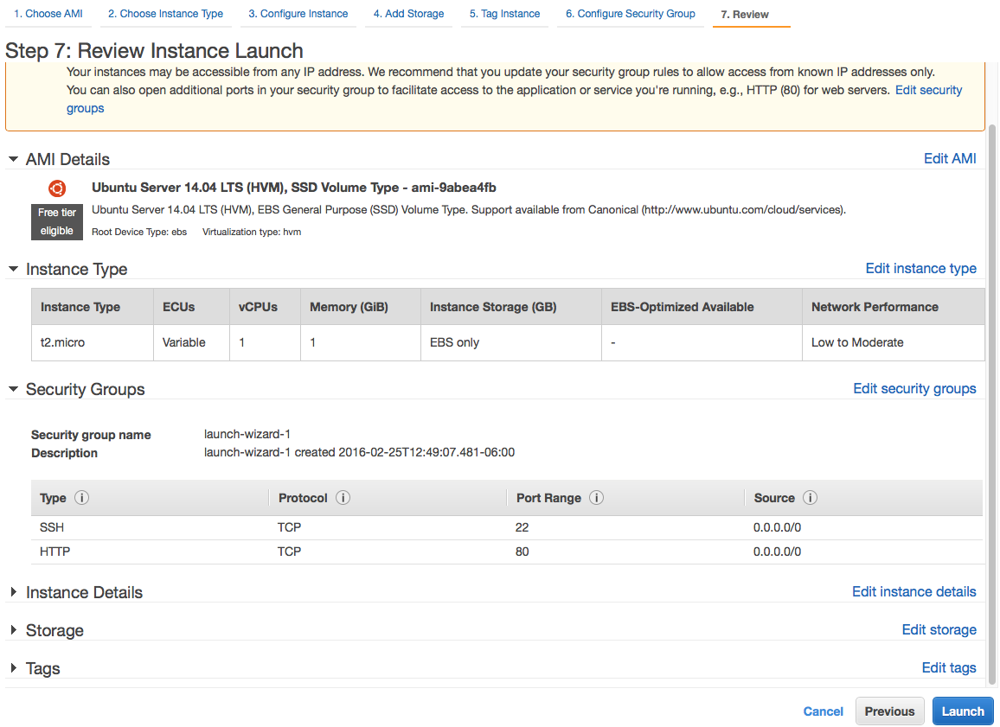 1. Choose AMI 2. Choose Instance Type 3. Configure Instance 4. Add Storage 5. Tag Instance 6. Configure Security Group 7. Review
Step 7: Review Instance Launch
Your instances may be accessible from any IP address. We recommend that you update your security group rules to allow access from known IP addresses only.
You can also open additional ports in your security group to facilitate access to the application or service you're running, e.g., HTTP (80) for web servers. Edit security
groups
AMI Details Edit AMI
Ubuntu Server 14.04 LTS (HVM), SSD Volume Type - ami-9abea4fb
Free tier
eligible
Ubuntu Server 14.04 LTS (HVM), EBS General Purpose (SSD) Volume Type. Support available from Canonical (http://www.ubuntu.com/cloud/services).
Root Device Type: ebs Virtualization type: hvm
Instance Type Edit instance type
Instance Type ECUs vCPUs Memory (GiB) Instance Storage (GB) EBS-Optimized Available Network Performance
t2.micro Variable 1 1 EBS only - Low to Moderate
Security Groups Edit security groups
Security group name launch-wizard-1
Description launch-wizard-1 created 2016-02-25T12:49:07.481-06:00
Type i Protocol i Port Range i Source i
SSH TCP 22 0.0.0.0/0
HTTP TCP 80 0.0.0.0/0
Instance Details Edit instance details
Storage Edit storage
Tags Edit tags
Cancel Previous Launch